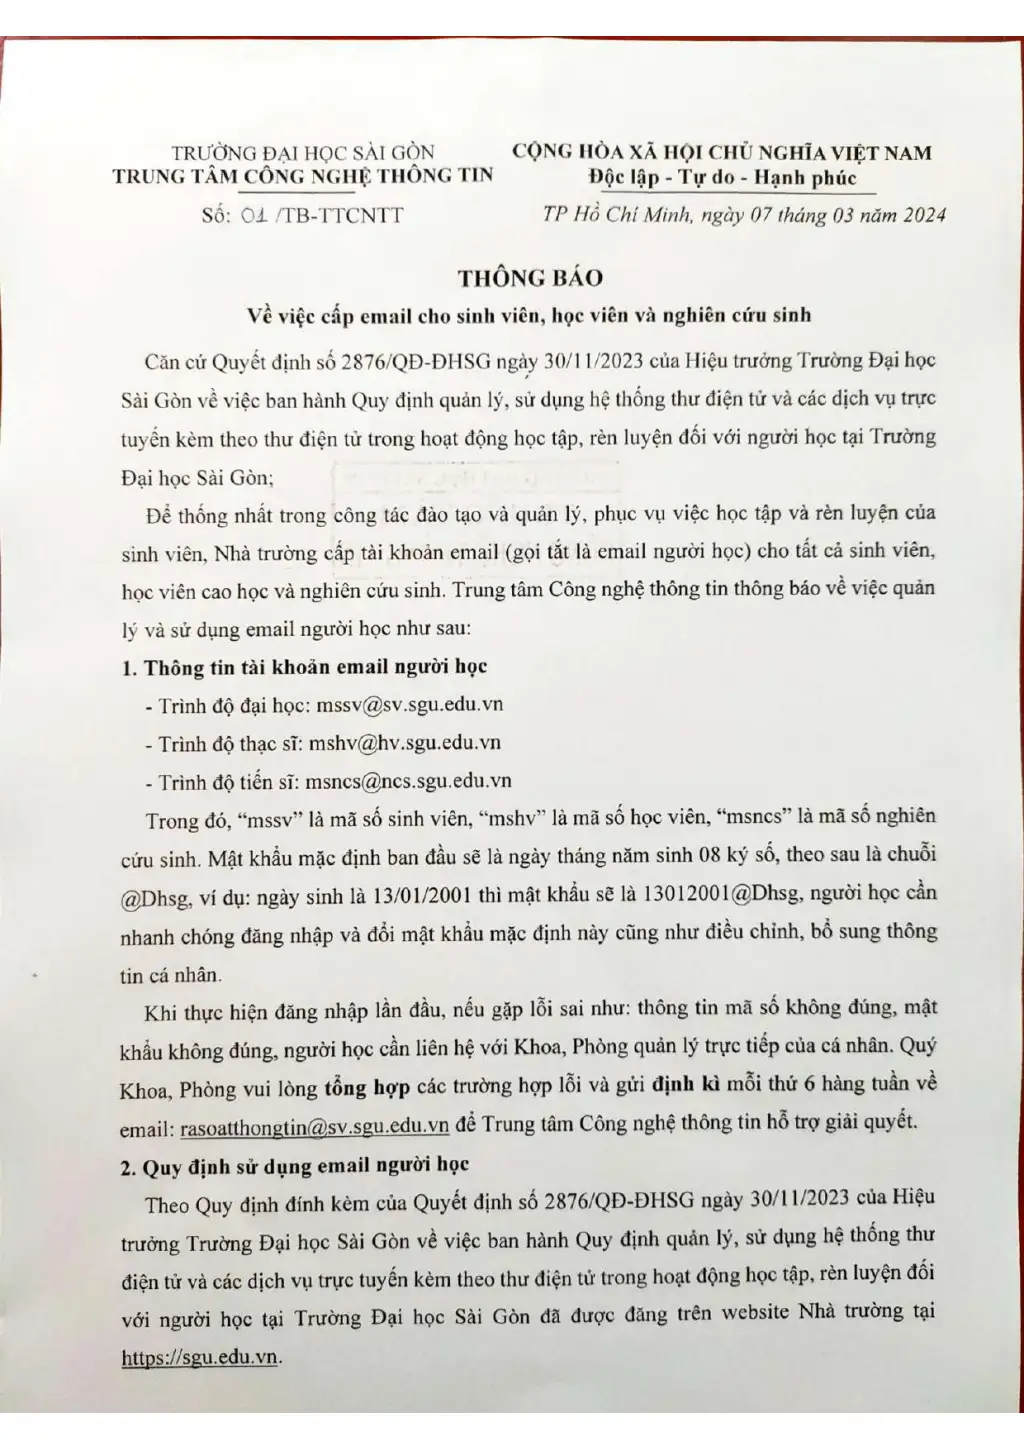 TRƯỜNG ĐẠI HỌC SÀI GÒN
TRUNG TÂM CÔNG NGHỆ THÔNG TIN
Số: 01/TB-TTCNTT
CỘNG HÒA XÃ HỘI CHỦ NGHĨA VIỆT NAM
Độc lập - Tự do - Hạnh phúc
TP Hồ Chí Minh, ngày 07 tháng 03 năm 2024
THÔNG BÁO
Về việc cấp email cho sinh viên, học viên và nghiên cứu sinh
Căn cứ Quyết định số 2876/QĐ-ĐHSG ngày 30/11/2023 của Hiệu trưởng Trường Đại học
Sài Gòn về việc ban hành Quy định quản lý, sử dụng hệ thống thư điện tử và các dịch vụ trực
tuyến kèm theo thư điện tử trong hoạt động học tập, rèn luyện đối với người học tại Trường
Đại học Sài Gòn;
Để thống nhất trong công tác đào tạo và quản lý, phục vụ việc học tập và rèn luyện của
sinh viên, Nhà trường cấp tài khoản email (gọi tắt là email người học) cho tất cả sinh viên,
học viên cao học và nghiên cứu sinh. Trung tâm Công nghệ thông tin thông báo về việc quản
lý và sử dụng email người học như sau:
1. Thông tin tài khoản email người học
- Trình độ đại học: mssv@sv.sgu.edu.vn
- Trình độ thạc sĩ: mshv@hv.sgu.edu.vn
- Trình độ tiến sĩ: msncs@ncs.sgu.edu.vn
Trong đó, “mssv” là mã số sinh viên, “mshv” là mã số học viên, “msncs” là mã số nghiên
cứu sinh. Mật khẩu mặc định ban đầu sẽ là ngày tháng năm sinh 08 ký số, theo sau là chuỗi
@Dhsg, ví dụ: ngày sinh là 13/01/2001 thì mật khẩu sẽ là 13012001@Dhsg, người học cần
nhanh chóng đăng nhập và đổi mật khẩu mặc định này cũng như điều chỉnh, bổ sung thông
tin cá nhân.
Khi thực hiện đăng nhập lần đầu, nếu gặp lỗi sai như: thông tin mã số không đúng, mật
khẩu không đúng, người học cần liên hệ với Khoa, Phòng quản lý trực tiếp của cá nhân. Quý
Khoa, Phòng vui lòng tổng hợp các trường hợp lỗi và gửi định kì mỗi thứ 6 hàng tuần về
email: rasoatthongtin@sv.sgu.edu.vn để Trung tâm Công nghệ thông tin hỗ trợ giải quyết.
2. Quy định sử dụng email người học
Theo Quy định đính kèm của Quyết định số 2876/QĐ-ĐHSG ngày 30/11/2023 của Hiệu
trưởng Trường Đại học Sài Gòn về việc ban hành Quy định quản lý, sử dụng hệ thống thư
điện tử và các dịch vụ trực tuyến kèm theo thư điện tử trong hoạt động học tập, rèn luyện đối
với người học tại Trường Đại học Sài Gòn đã được đăng trên website Nhà trường tại
https://sgu.edu.vn.